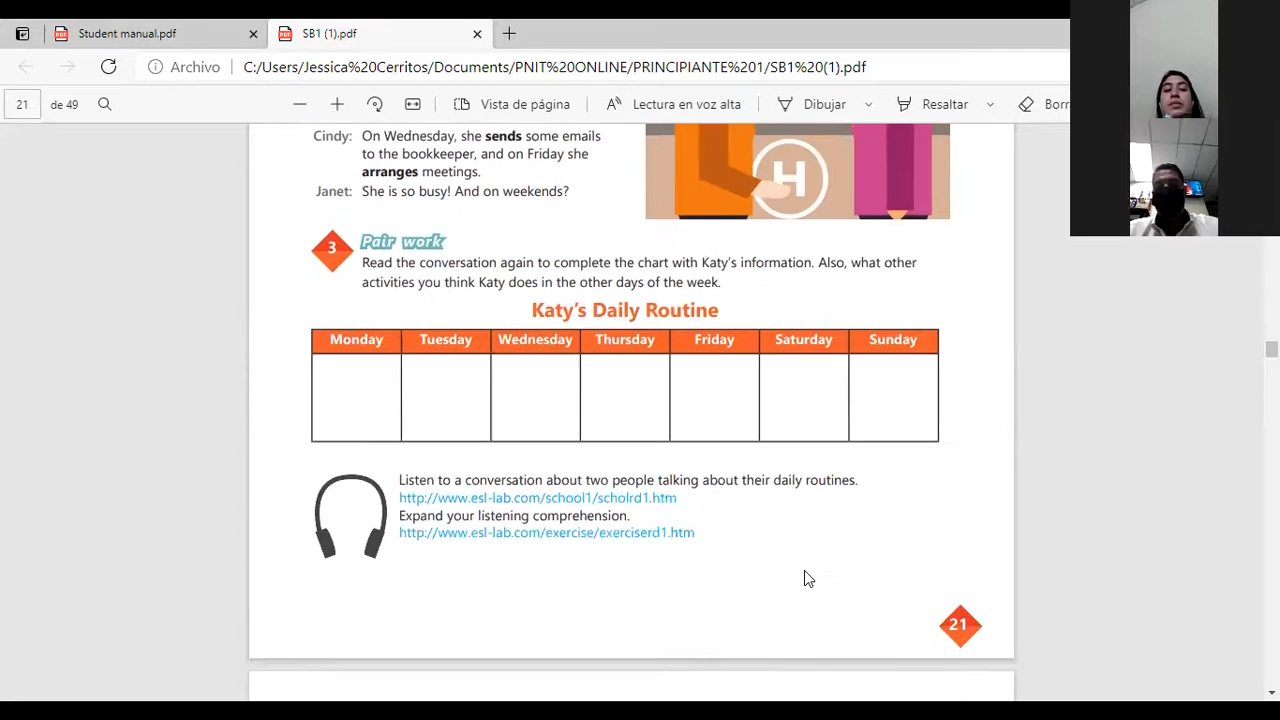 Student manual.pdf
SB1 (1).pdf
Archivo
C:/Users/Jessica%20Cerritos/Documents/PNIT%20ONLINE/PRINCIPIANTE%201/SB1%20(1).pdf
21 de 49
Vista de página
Lectura en voz alta
Dibujar
Resaltar
Borr
Cindy: On Wednesday, she sends some emails
to the bookkeeper, and on Friday she
arranges meetings.
Janet: She is so busy! And on weekends?
H
3 Pair work
Read the conversation again to complete the chart with Katy's information. Also, what other
activities you think Katy does in the other days of the week.
Katy's Daily Routine
Monday Tuesday Wednesday Thursday Friday Saturday Sunday
Listen to a conversation about two people talking about their daily routines.
http://www.esl-lab.com/school1/scholrd1.htm
Expand your listening comprehension.
http://www.esl-lab.com/exercise/exerciserd1.htm
21